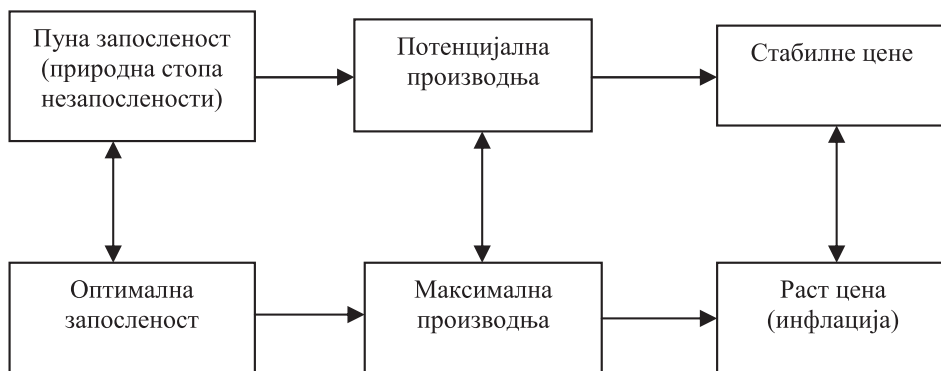 Пуна запосленост
(природна стопа
незапослености)
Потенцијална
производња
Стабилне цене
Оптимална
запосленост
Максимална
производња
Раст цена
(инфлација)